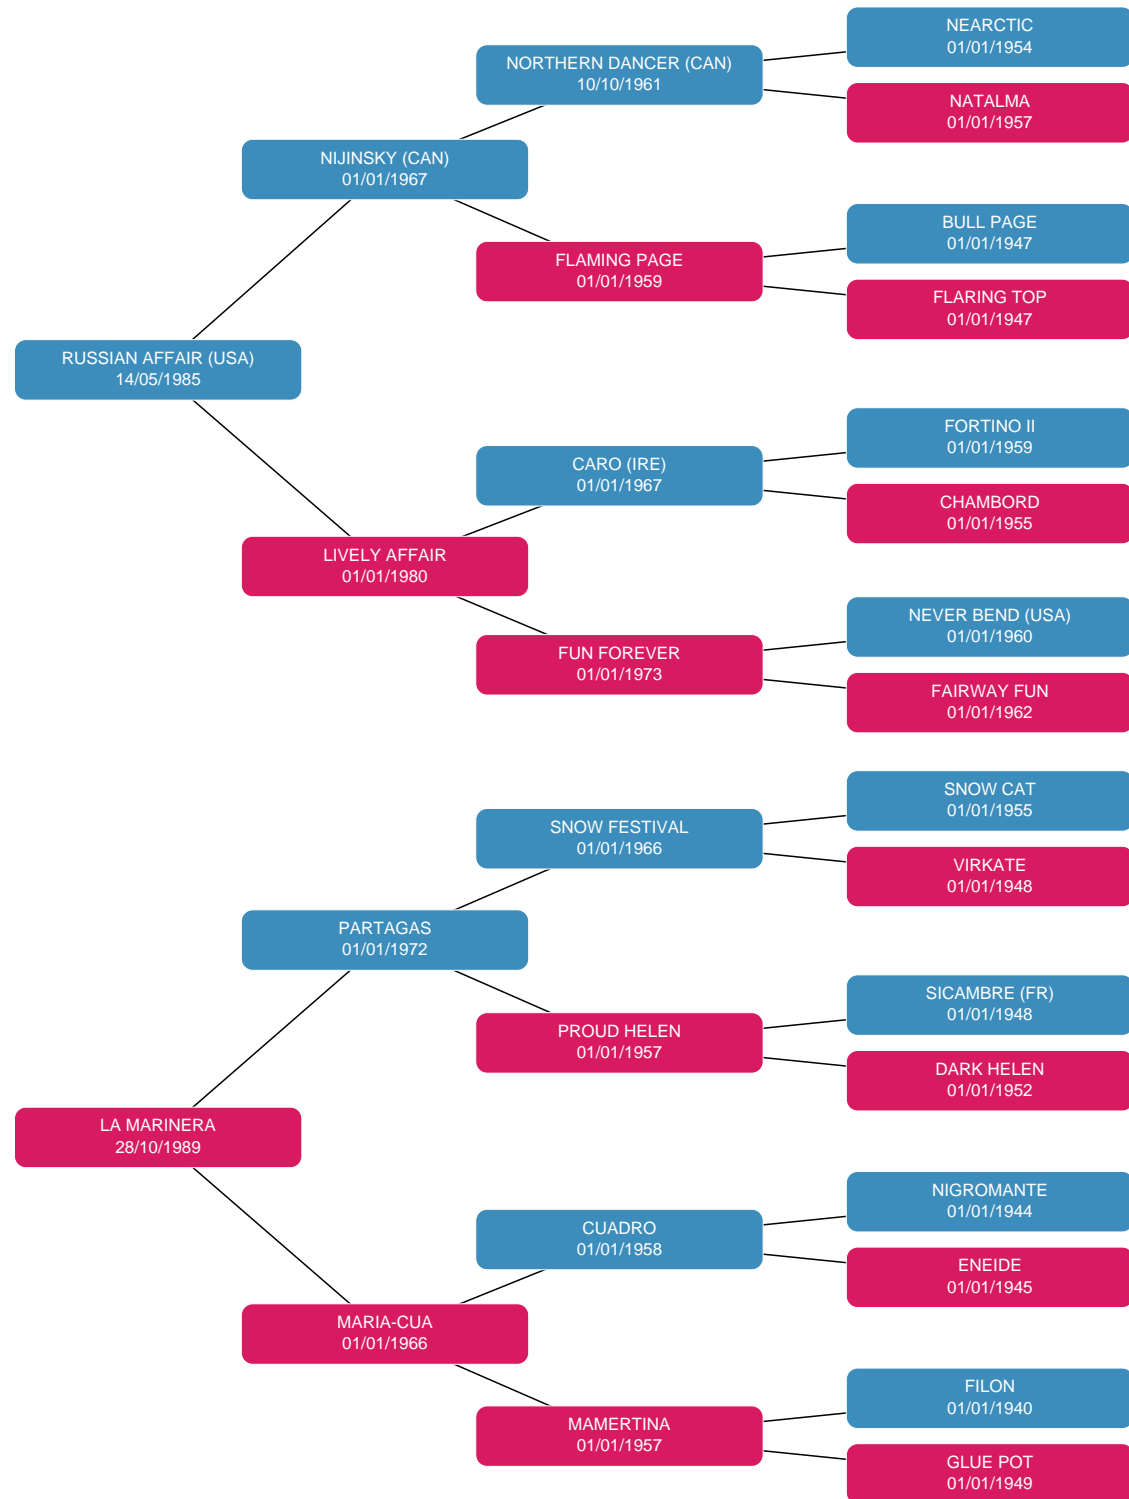 NEARCTIC
01/01/1954
NORTHERN DANCER (CAN)
10/10/1961
NATALMA
01/01/1957
NIJINSKY (CAN)
01/01/1967
BULL PAGE
01/01/1947
FLAMING PAGE
01/01/1959
FLARING TOP
01/01/1947
RUSSIAN AFFAIR (USA)
14/05/1985
FORTINO II
01/01/1959
CARO (IRE)
01/01/1967
CHAMBORD
01/01/1955
LIVELY AFFAIR
01/01/1980
NEVER BEND (USA)
01/01/1960
FUN FOREVER
01/01/1973
FAIRWAY FUN
01/01/1962
SNOW CAT
01/01/1955
SNOW FESTIVAL
01/01/1966
VIRKATE
01/01/1948
PARTAGAS
01/01/1972
SICAMBRE (FR)
01/01/1948
PROUD HELEN
01/01/1957
DARK HELEN
01/01/1952
LA MARINERA
28/10/1989
NIGROMANTE
01/01/1944
CUADRO
01/01/1958
ENEIDE
01/01/1945
MARIA-CUA
01/01/1966
FILON
01/01/1940
MAMERTINA
01/01/1957
GLUE POT
01/01/1949